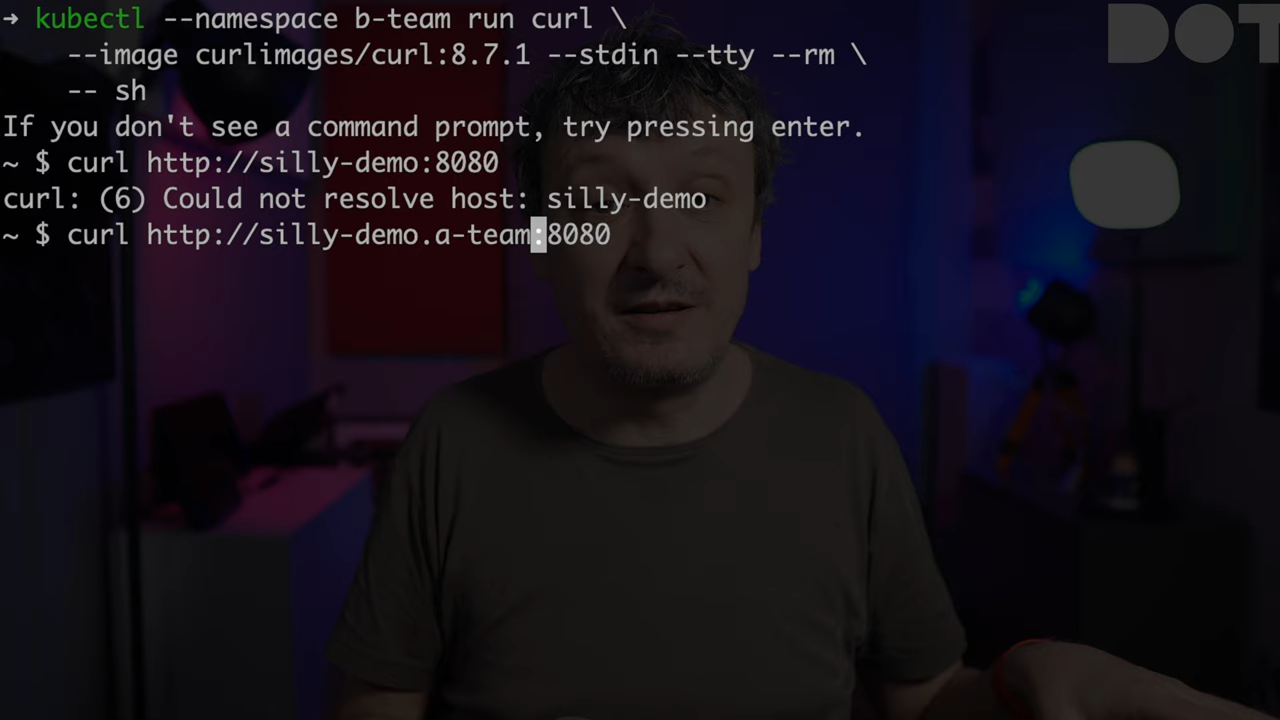 → kubectl --namespace b-team run curl \
--image curlimages/curl:8.7.1 --stdin --tty --rm \
-- sh
If you don't see a command prompt, try pressing enter.
~ $ curl http://silly-demo:8080
curl: (6) Could not resolve host: silly-demo
~ $ curl http://silly-demo.a-team:8080
DOT